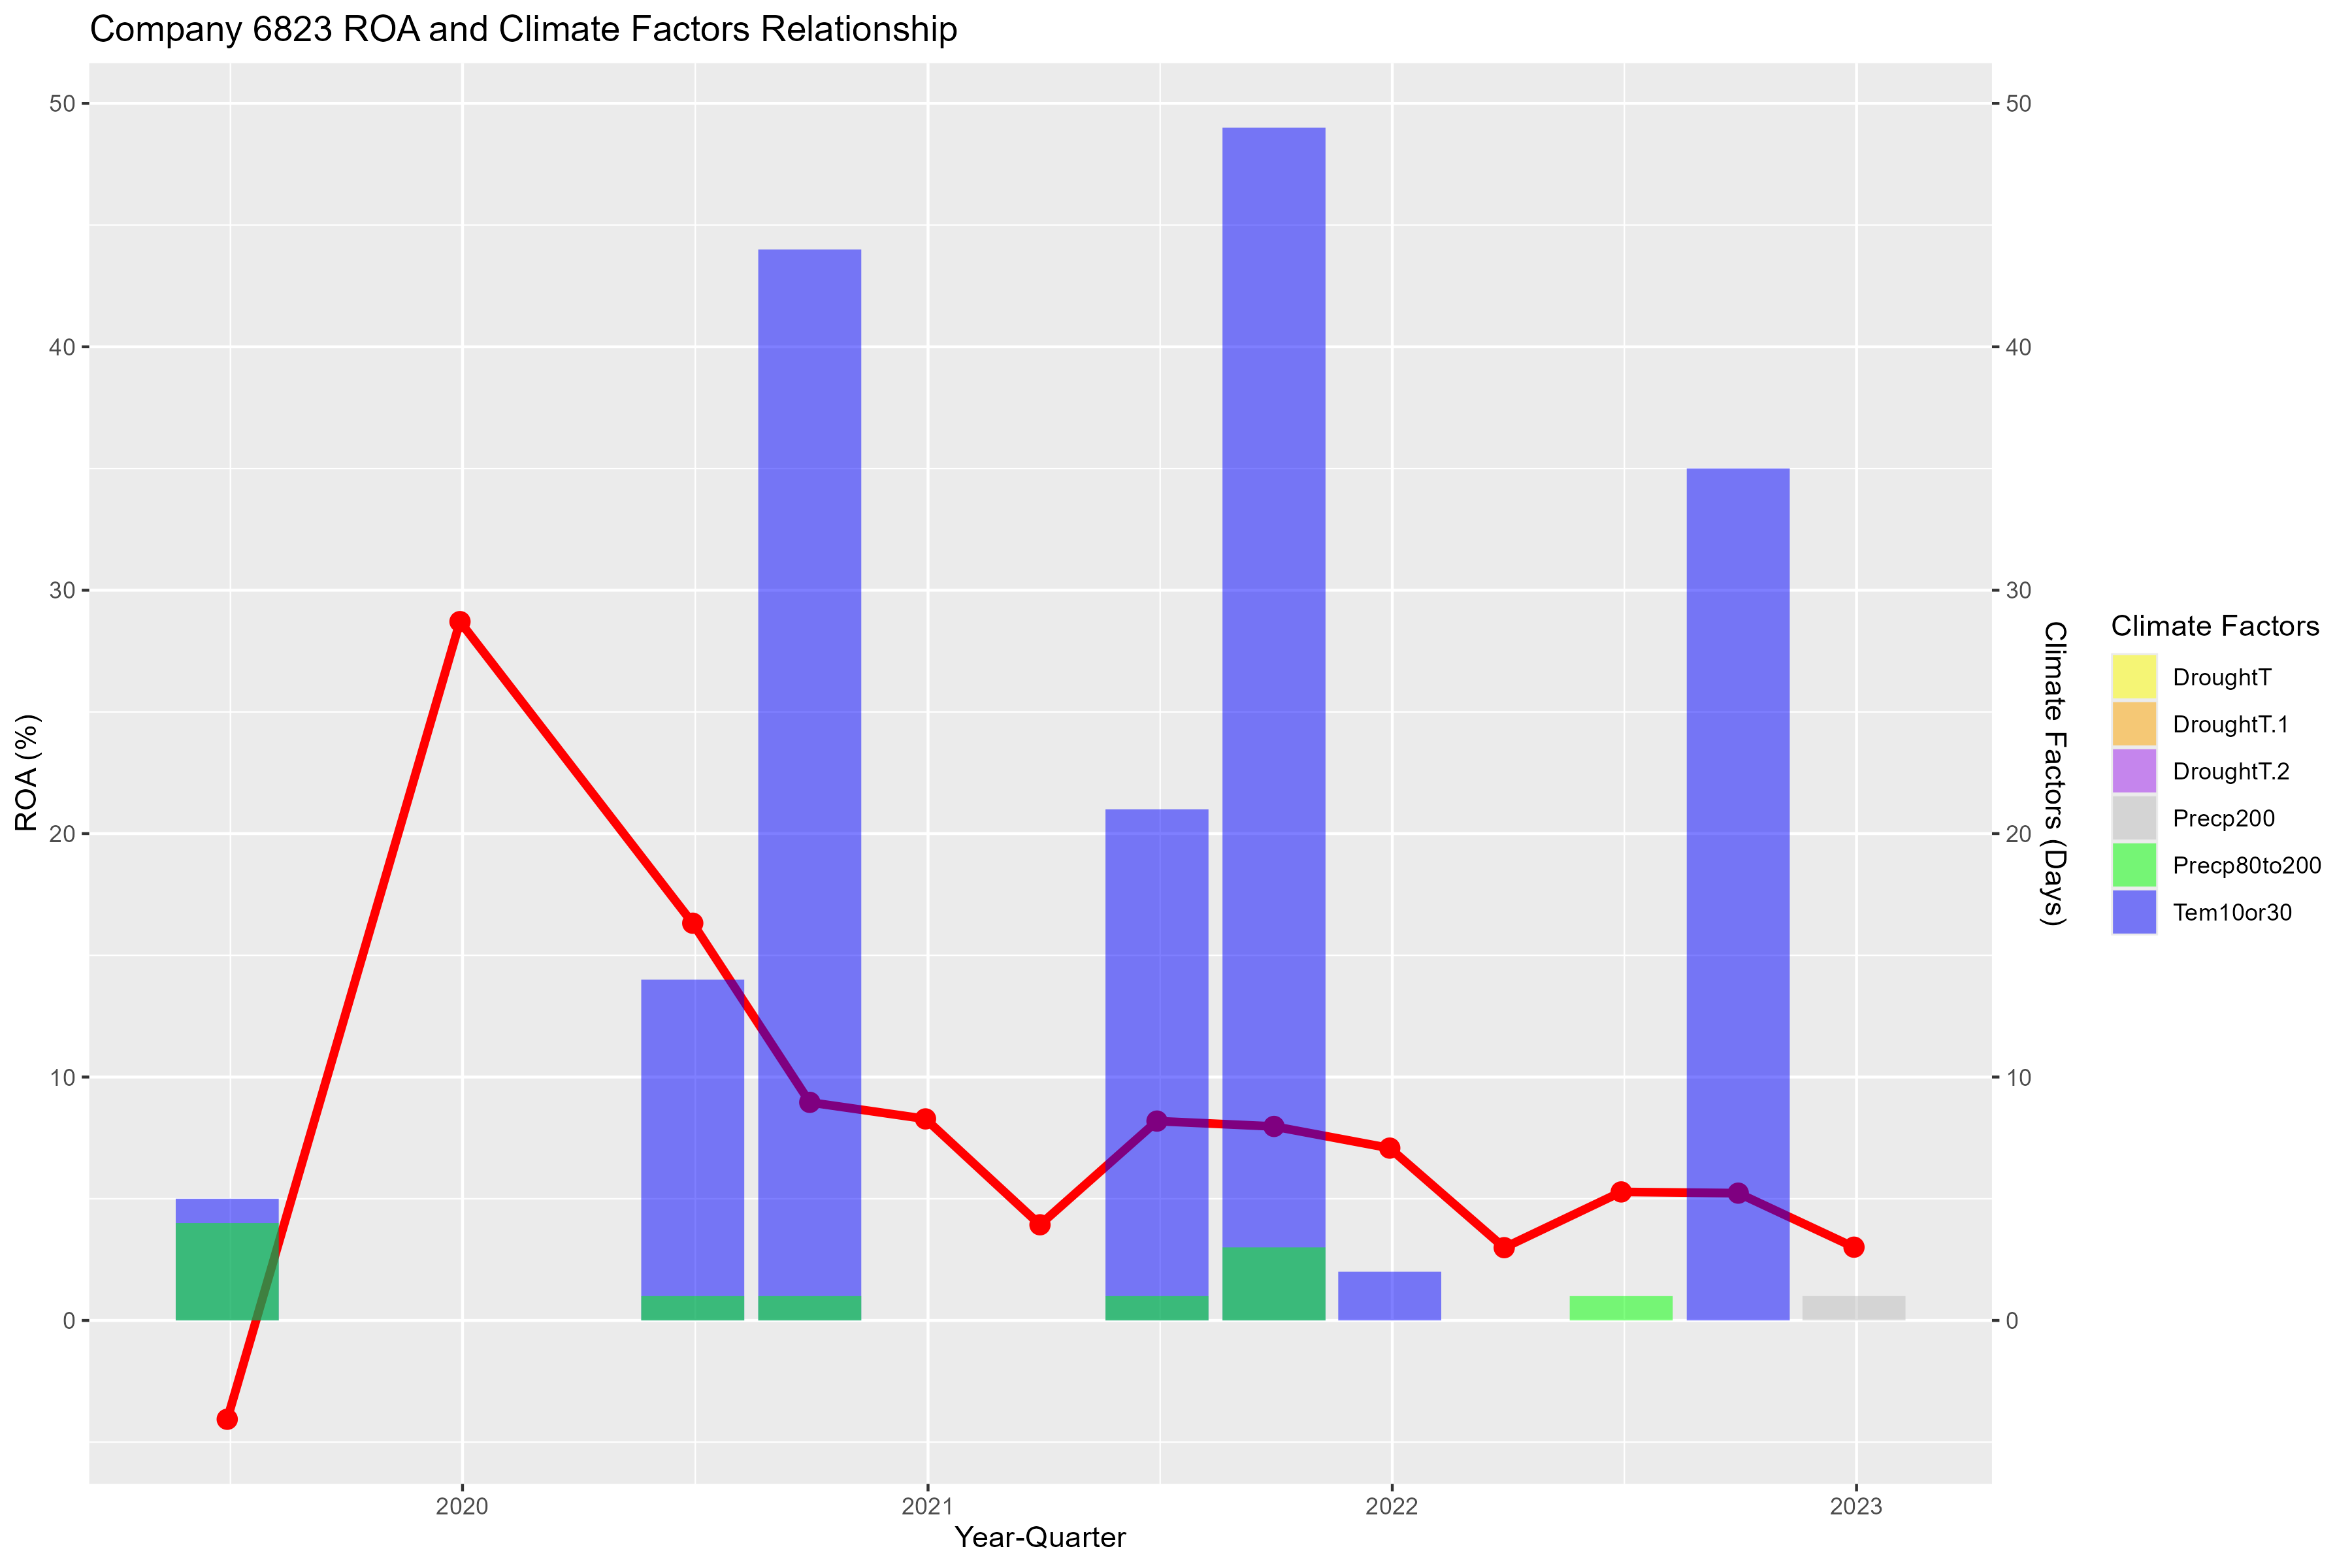 Company 6823 ROA and Climate Factors Relationship
50
40
30
20
10
0
ROA (%)
50
40
30
20
10
0
Climate Factors (Days)
2020
2021
2022
2023
Year-Quarter
Climate Factors
DroughtT
DroughtT.1
DroughtT.2
Precp200
Precp80to200
Tem10or30